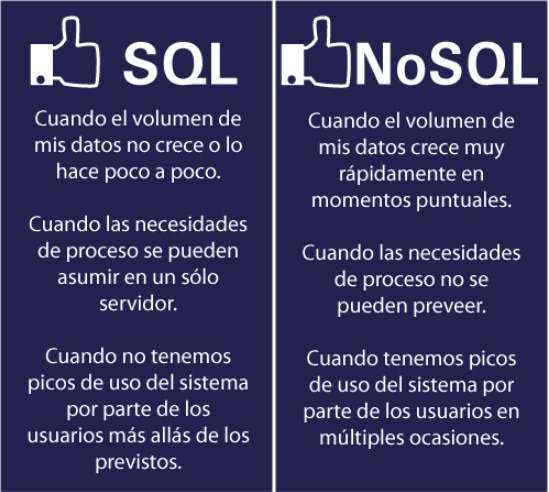 SQL
Cuando el volumen de
mis datos no crece o lo
hace poco a poco.
Cuando las necesidades
de proceso se pueden
asumir en un sólo
servidor.
Cuando no tenemos
picos de uso del sistema
por parte de los
usuarios más allás de los
previstos.
NoSQL
Cuando el volumen de
mis datos crece muy
rápidamente en
momentos puntuales.
Cuando las necesidades
de proceso no se
pueden preveer.
Cuando tenemos picos
de uso del sistema por
parte de los usuarios en
múltiples ocasiones.